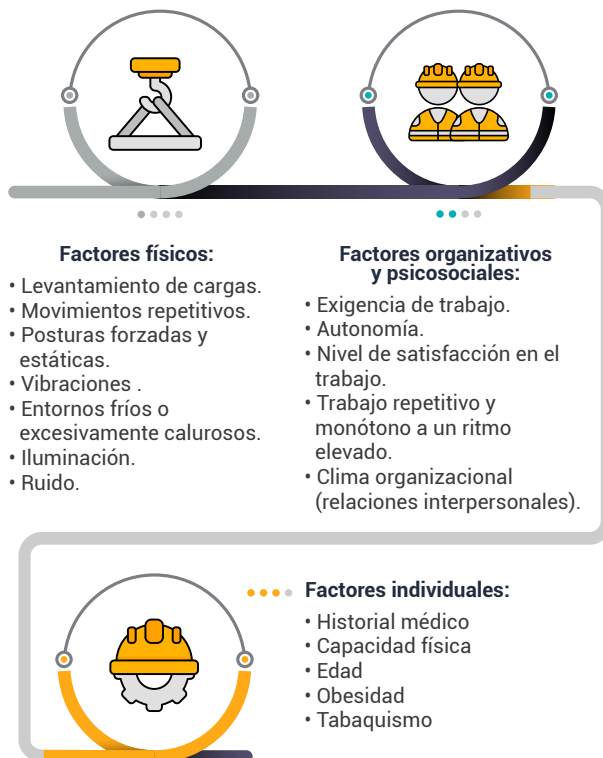 Factores físicos:
• Levantamiento de cargas.
• Movimientos repetitivos.
• Posturas forzadas y
estáticas.
• Vibraciones .
• Entornos fríos o
excesivamente calurosos.
• Iluminación.
• Ruido.
Factores organizativos
y psicosociales:
• Exigencia de trabajo.
• Autonomía.
• Nivel de satisfacción en el
trabajo.
• Trabajo repetitivo y
monótono a un ritmo
elevado.
• Clima organizacional
(relaciones interpersonales).
Factores individuales:
• Historial médico
• Capacidad física
• Edad
• Obesidad
• Tabaquismo